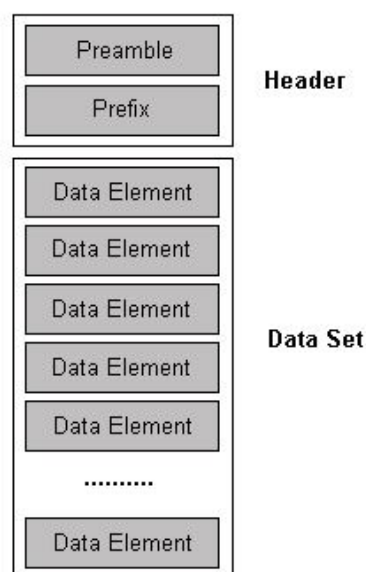 Preamble
Header
Prefix
Data Element
Data Element
Data Element
Data Set
Data Element
Data Element
..........
Data Element